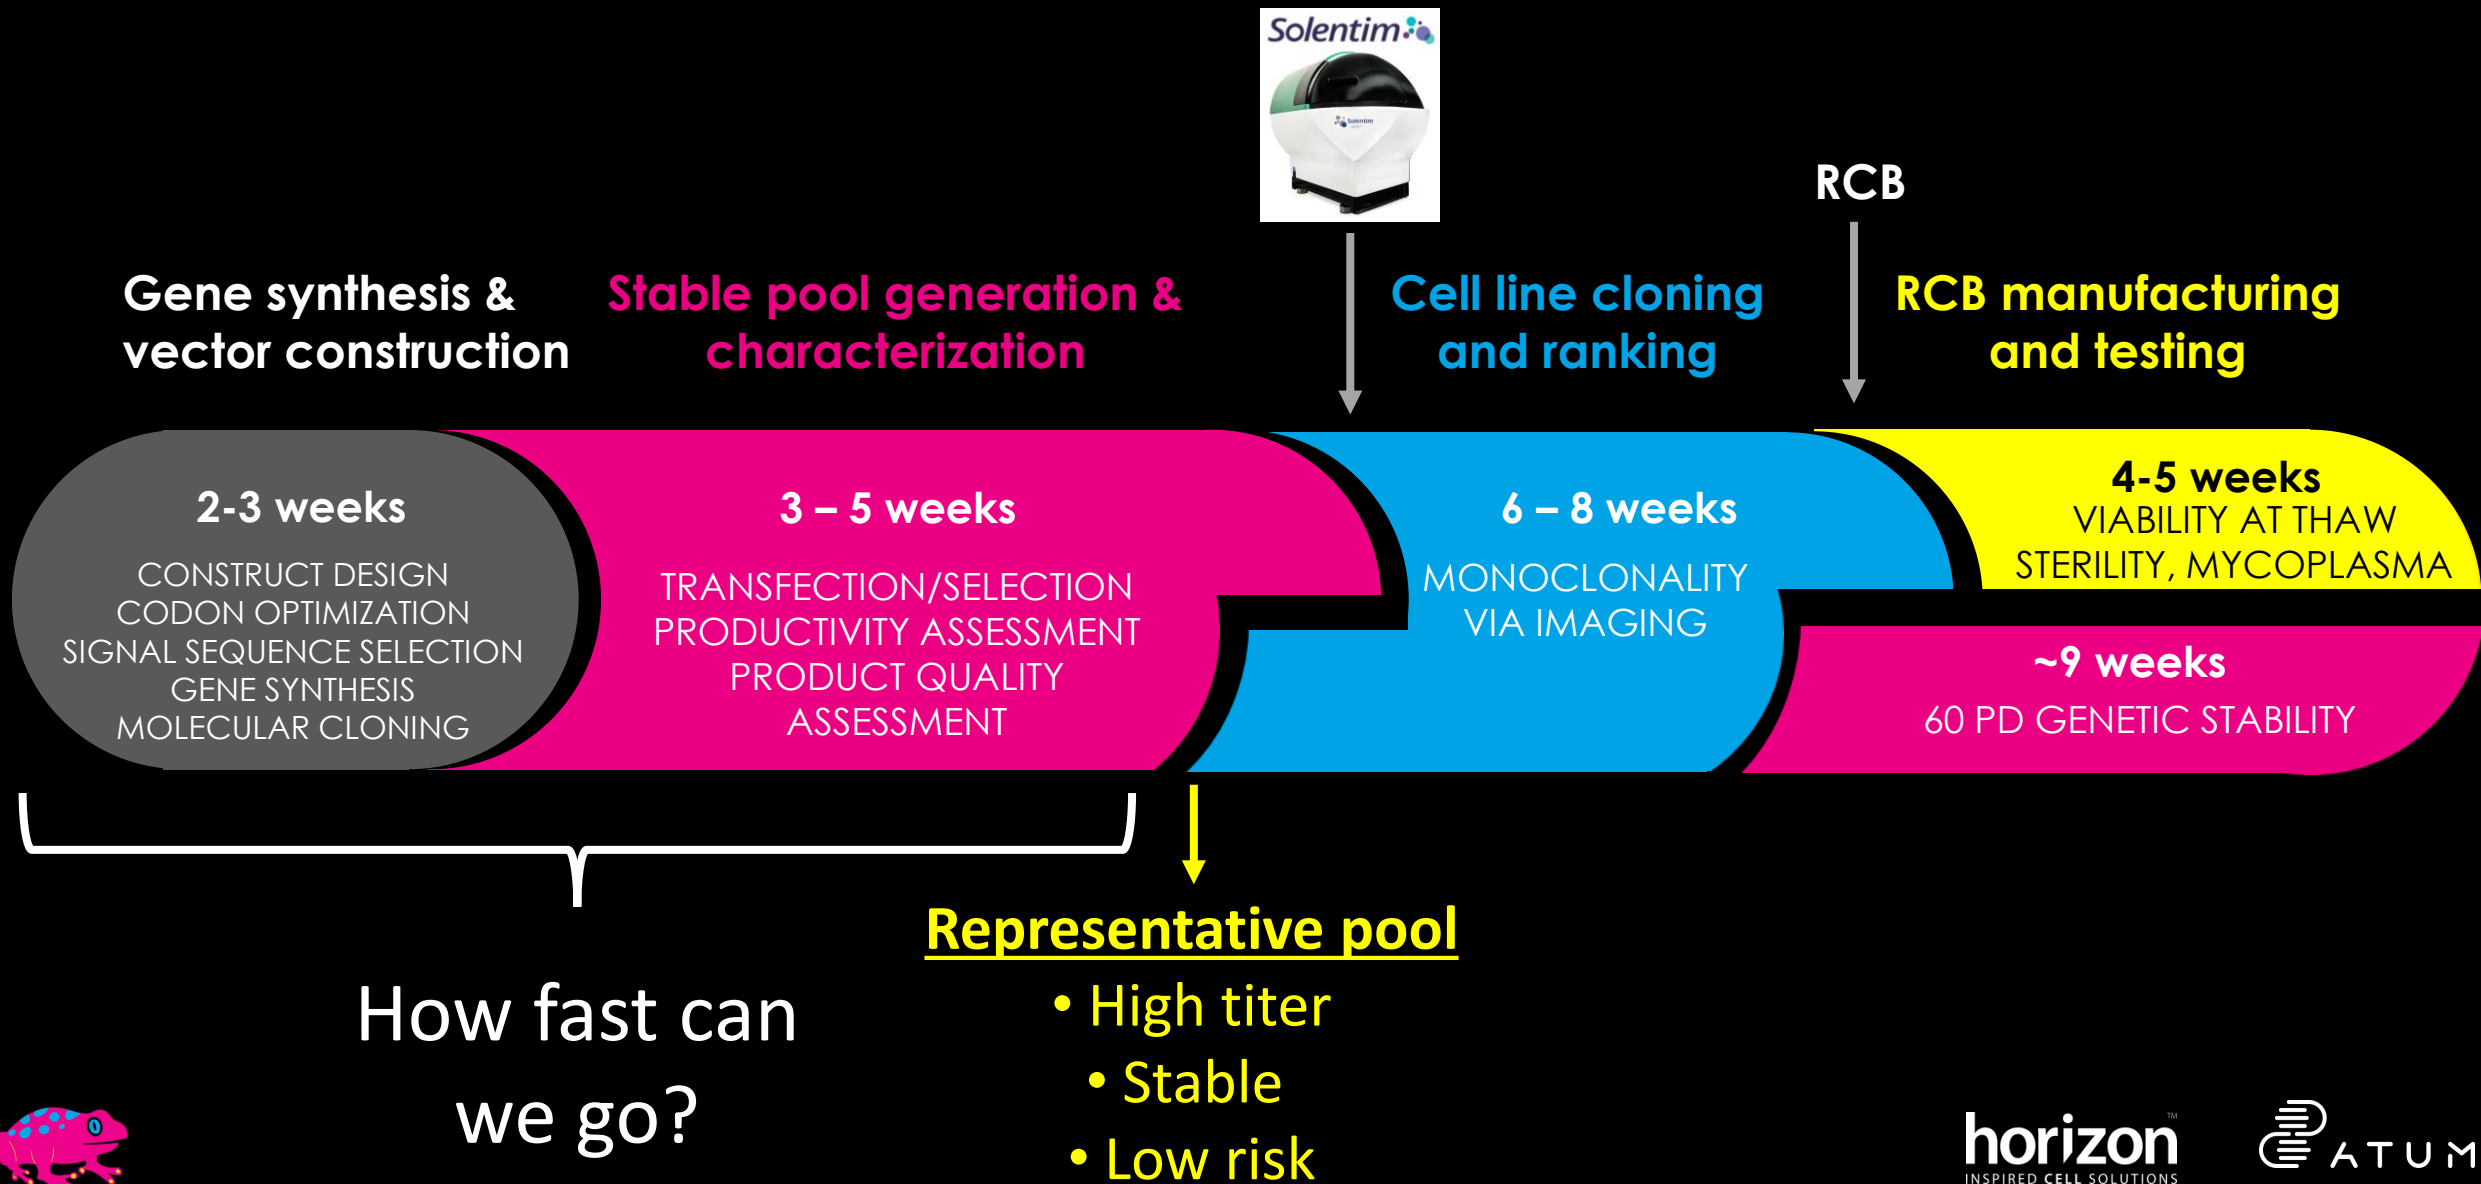 Solentim
Solentim
RCB
Gene synthesis &
vector construction
Stable pool generation &
characterization
Cell line cloning
and ranking
RCB manufacturing
and testing
2-3 weeks
CONSTRUCT DESIGN
CODON OPTIMIZATION
SIGNAL SEQUENCE SELECTION
GENE SYNTHESIS
MOLECULAR CLONING
3 – 5 weeks
TRANSFECTION/SELECTION
PRODUCTIVITY ASSESSMENT
PRODUCT QUALITY
ASSESSMENT
6 – 8 weeks
MONOCLONALITY
VIA IMAGING
4-5 weeks
VIABILITY AT THAW
STERILITY, MYCOPLASMA
~9 weeks
60 PD GENETIC STABILITY
How fast can
we go?
Representative pool
• High titer
• Stable
• Low risk
horizon™
INSPIRED CELL SOLUTIONS
ATUM